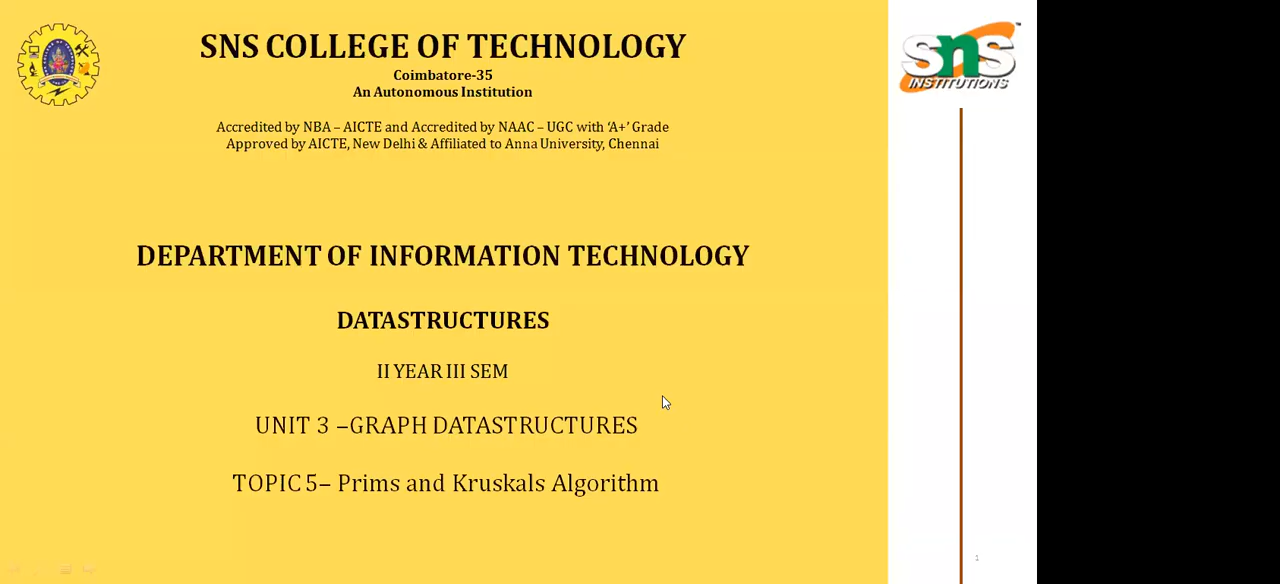 SNS COLLEGE OF TECHNOLOGY
Coimbatore-35
An Autonomous Institution
Accredited by NBA – AICTE and Accredited by NAAC – UGC with ‘A+’ Grade
Approved by AICTE, New Delhi & Affiliated to Anna University, Chennai
DEPARTMENT OF INFORMATION TECHNOLOGY
DATASTRUCTURES
II YEAR III SEM
UNIT 3 –GRAPH DATASTRUCTURES
TOPIC 5– Prims and Kruskals Algorithm
sns
INSTITUTIONS
TM
1